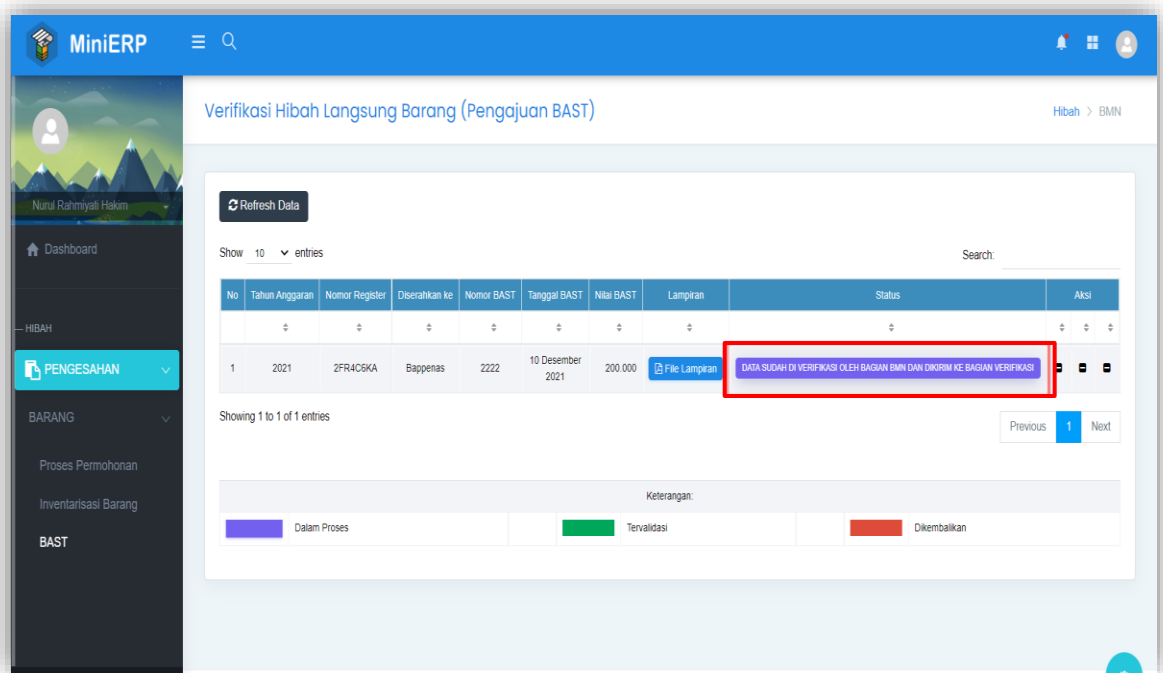 MiniERP
Verifikasi Hibah Langsung Barang (Pengajuan BAST)
Hibah > BMN
Nurul Rahmiyati Hakim
Dashboard
HIBAH
PENGESAHAN
BARANG
Proses Permohonan
Inventarisasi Barang
BAST
Refresh Data
Show 10 entries
Search:
No Tahun Anggaran Nomor Register Diserahkan ke Nomor BAST Tanggal BAST Nilai BAST Lampiran Status Aksi
1 2021 2FR4C6KA Bappenas 2222 10 Desember 2021 200.000 File Lampiran DATA SUDAH DI VERIFIKASI OLEH BAGIAN BMN DAN DIKIRIM KE BAGIAN VERIFIKASI
Showing 1 to 1 of 1 entries
Previous 1 Next
Keterangan:
Dalam Proses Tervalidasi Dikembalikan